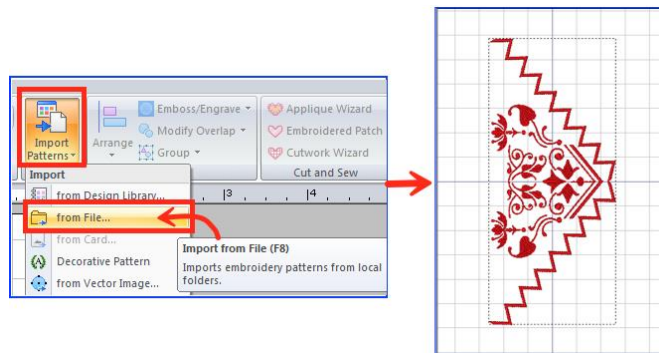 Import
Patterns
Arrange
Emboss/Engrave
Modify Overlap
Group
Applique Wizard
Embroidered Patch
Cutwork Wizard
Cut and Sew
Import
from Design Library...
from File...
from Card...
Decorative Pattern
from Vector Image...
3
4
Import from File (F8)
Imports embroidery patterns from local
folders.